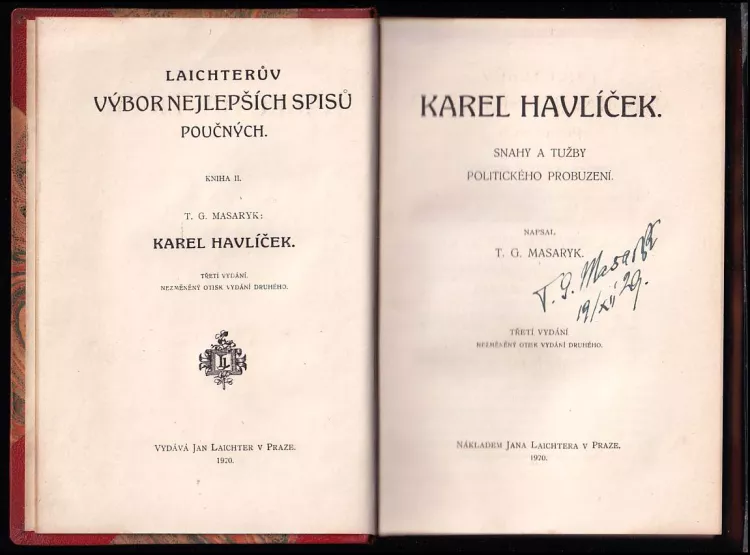 LAICHTERŮV
VÝBOR NEJLEPŠÍCH SPISŮ
POUČNÝCH.
KNIHA II.
T. G. MASARYK:
KAREL HAVLÍČEK.
TŘETÍ VYDÁNÍ.
NEZMĚNĚNÝ OTISK VYDÁNÍ DRUHÉHO.
VYDÁVÁ JAN LAICHTER V PRAZE.
1920.
KAREL HAVLÍČEK.
SNAHY A TUŽBY
POLITICKÉHO PROBUZENÍ.
NAPSAL
T. G. MASARYK.
T. G. Masaryk
19/XII 29.
TŘETÍ VYDÁNÍ
NEZMĚNĚNÝ OTISK VYDÁNÍ DRUHÉHO.
NÁKLADEM JANA LAICHTERA V PRAZE.
1920.